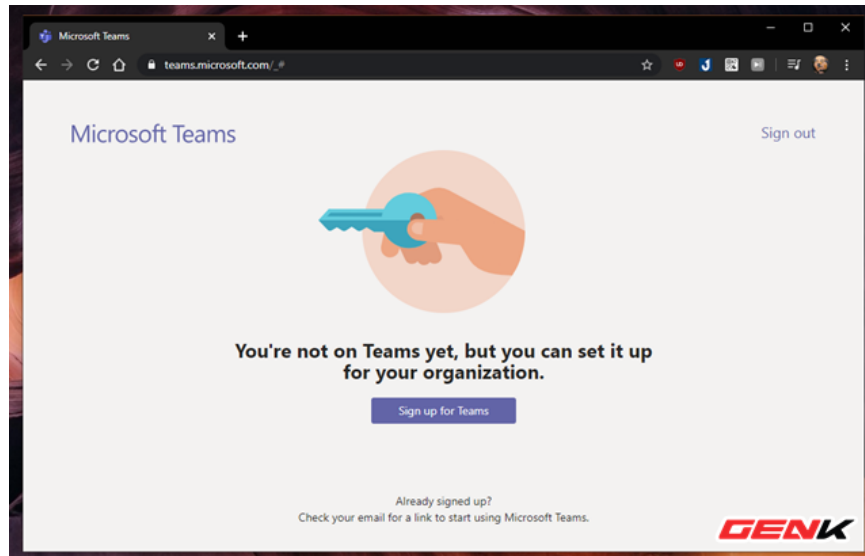 Microsoft Teams
teams.microsoft.com/_#
Microsoft Teams
Sign out
You're not on Teams yet, but you can set it up
for your organization.
Sign up for Teams
Already signed up?
Check your email for a link to start using Microsoft Teams.
GENK